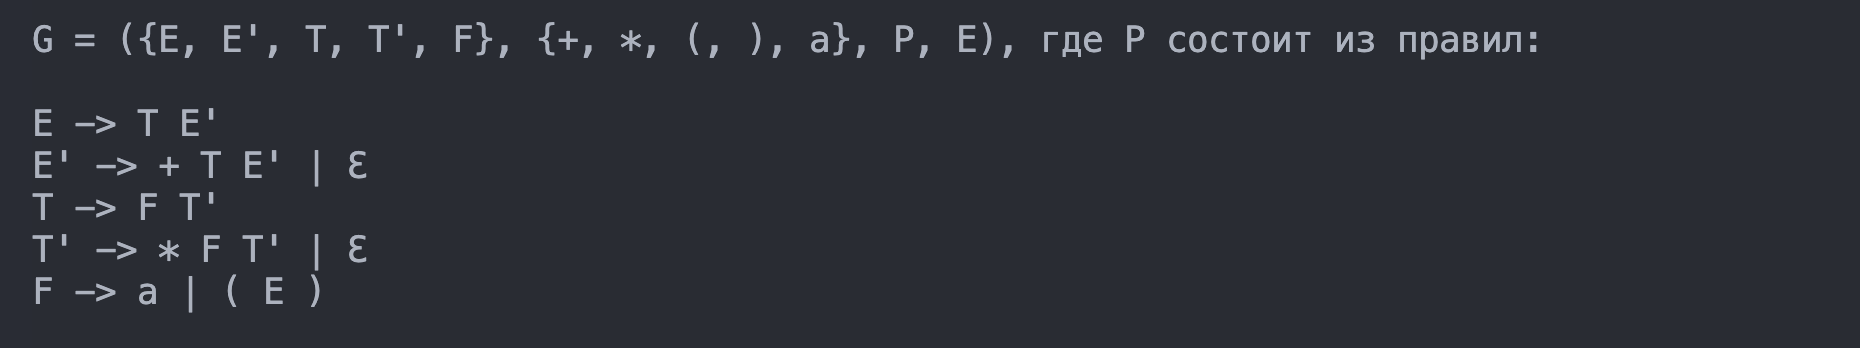 G = ({E, E', T, T', F}, {+, *, (, ), a}, P, E), где P состоит из правил:
E -> T E'
E' -> + T E' | Ɛ
T -> F T'
T' -> * F T' | Ɛ
F -> a | ( E )